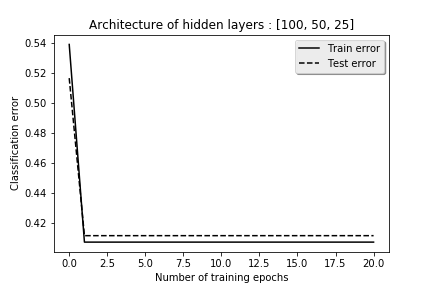 Architecture of hidden layers : [100, 50, 25]
Train error
Test error
0.54
0.52
0.50
0.48
0.46
0.44
0.42
Classification error
0.0 2.5 5.0 7.5 10.0 12.5 15.0 17.5 20.0
Number of training epochs